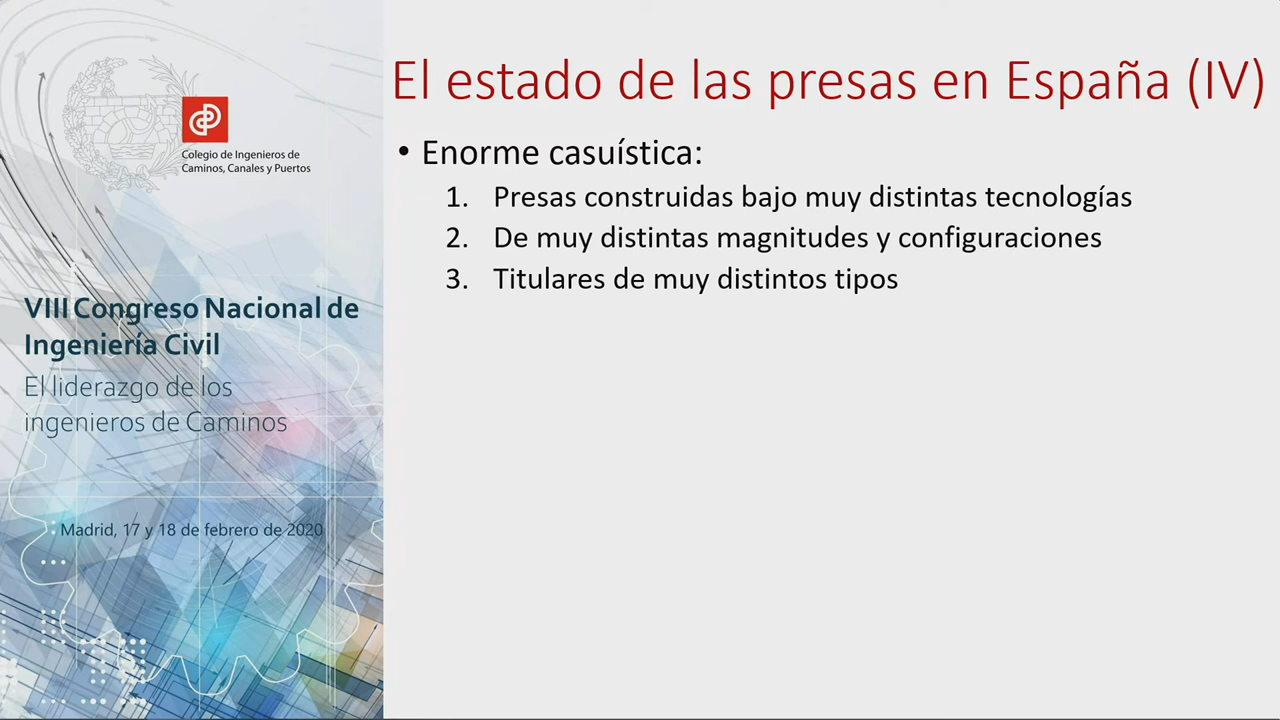 Colegio de Ingenieros de
Caminos, Canales y Puertos
VIII Congreso Nacional de
Ingeniería Civil
El liderazgo de los
ingenieros de Caminos
Madrid, 17 y 18 de febrero de 2020
El estado de las presas en España (IV)
• Enorme casuística:
1. Presas construidas bajo muy distintas tecnologías
2. De muy distintas magnitudes y configuraciones
3. Titulares de muy distintos tipos